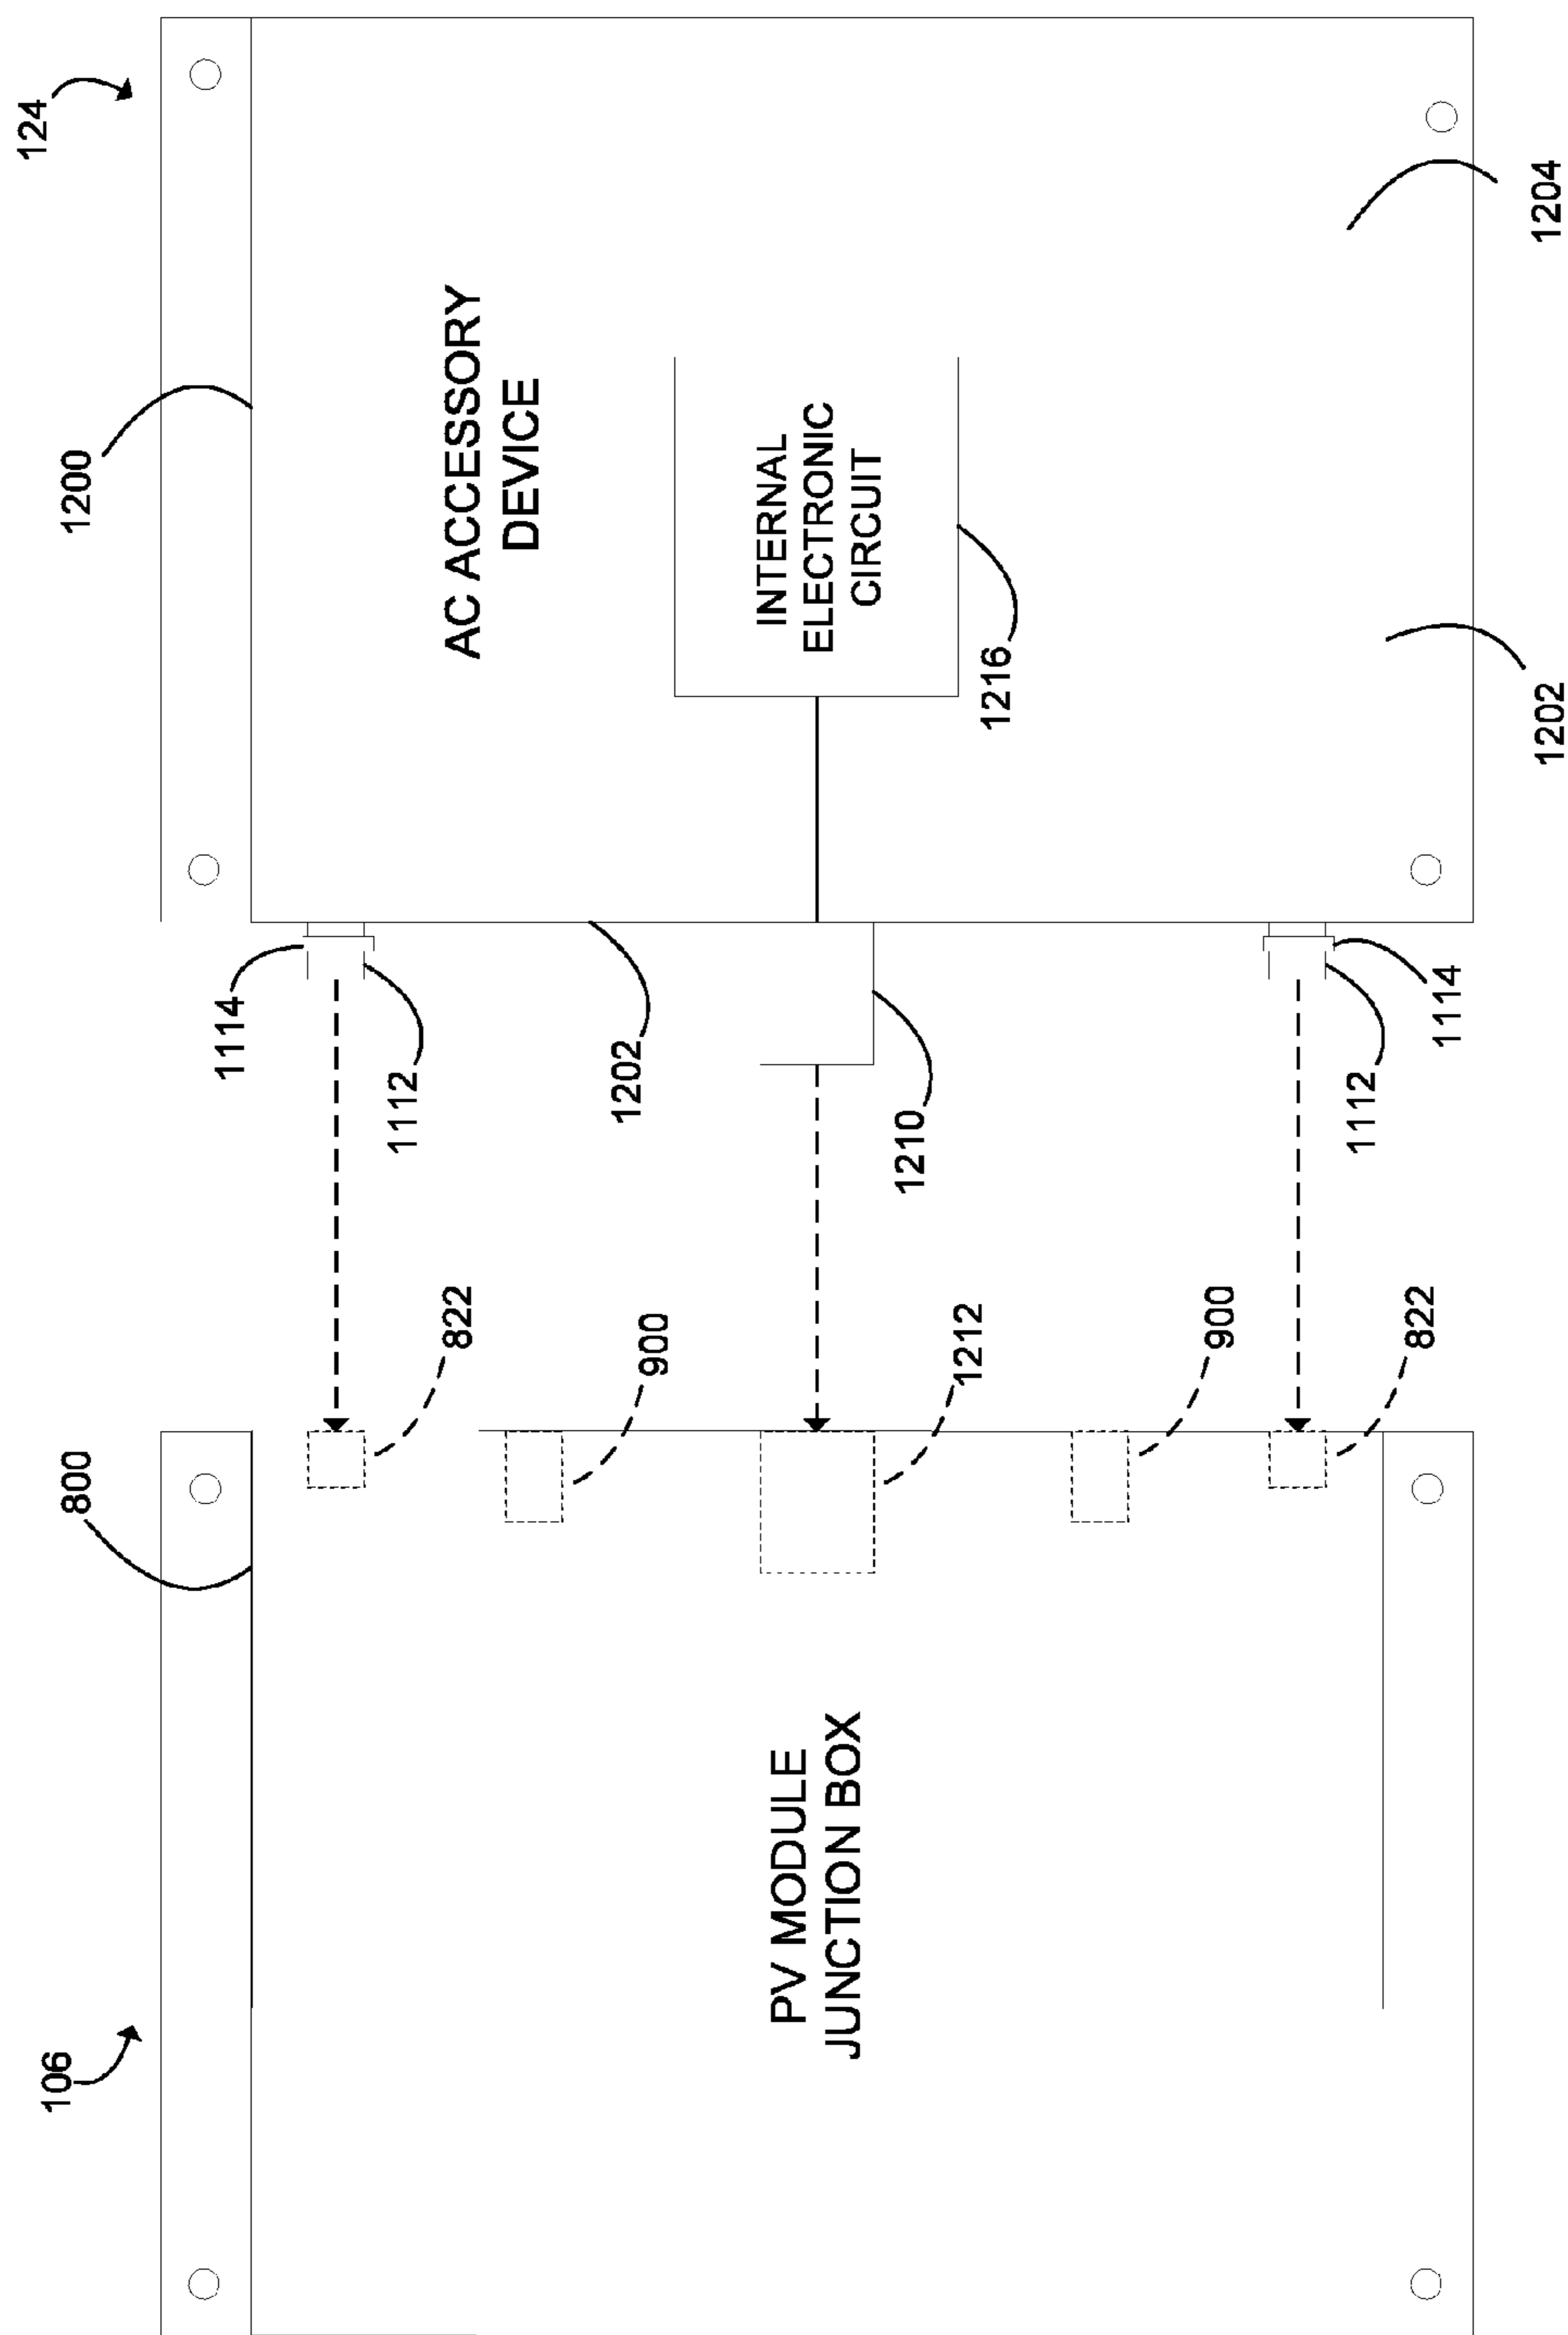 106
124
800
1200
1114
1112
822
AC ACCESSORY
DEVICE
1202
900
PV MODULE
JUNCTION BOX
INTERNAL
ELECTRONIC
CIRCUIT
1210
1212
1216
900
1112
822
1114
1202
1204